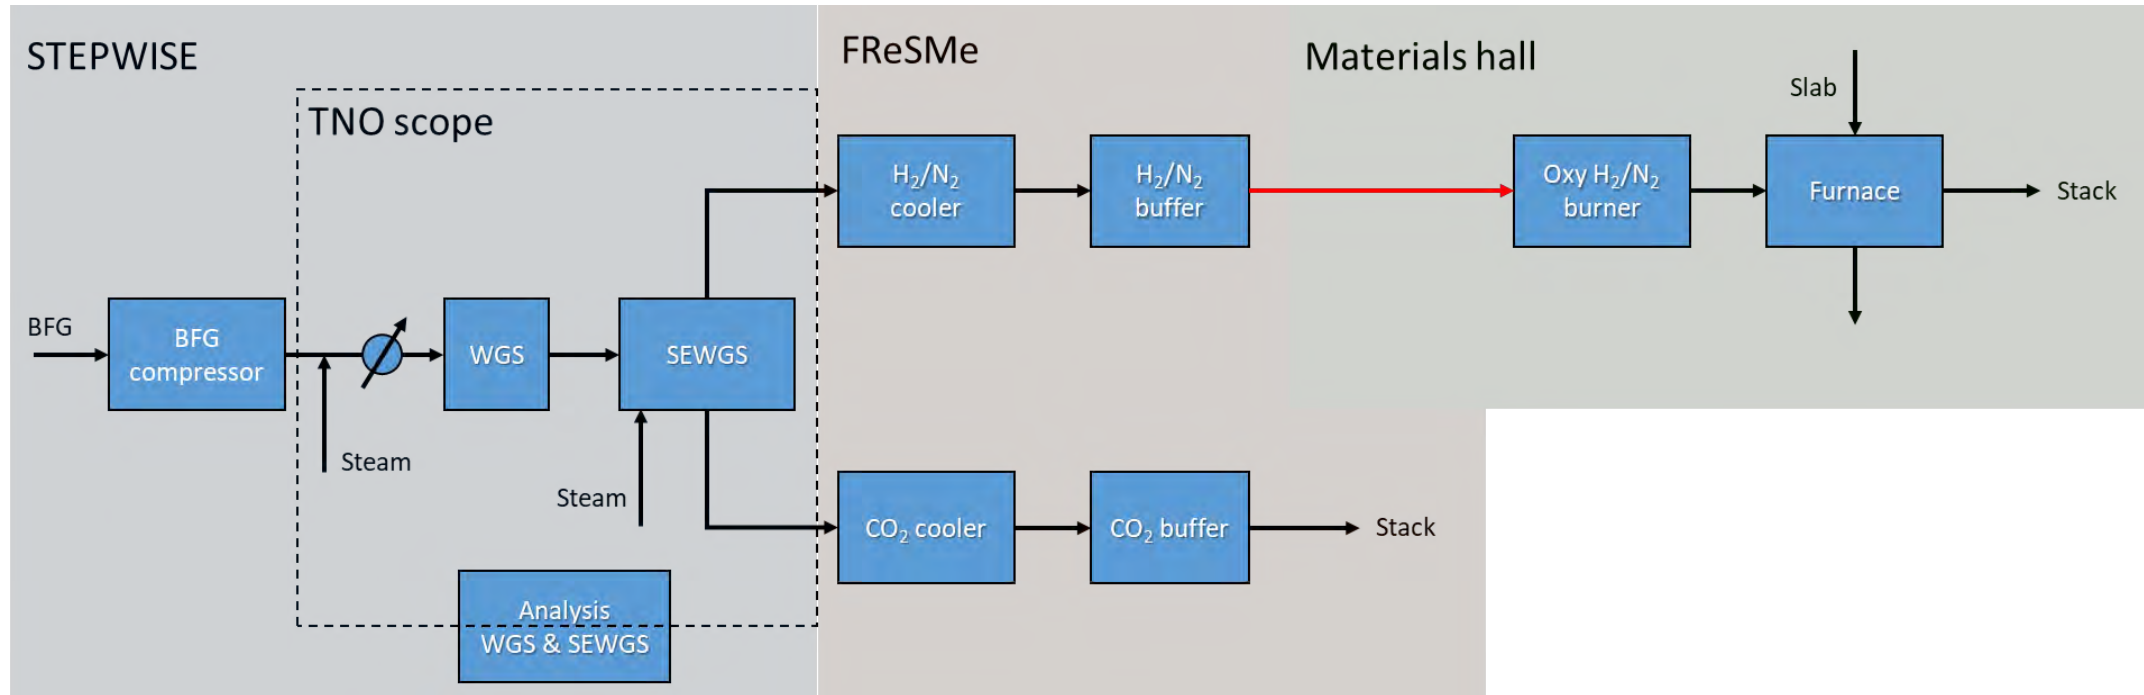 STEPWISE
FReSMe
Materials hall
TNO scope
Slab
H₂/N₂
cooler
H₂/N₂
buffer
Oxy H₂/N₂
burner
Furnace
Stack
BFG
BFG
compressor
WGS
SEWGS
Steam
Steam
CO₂ cooler
CO₂ buffer
Stack
Analysis
WGS & SEWGS